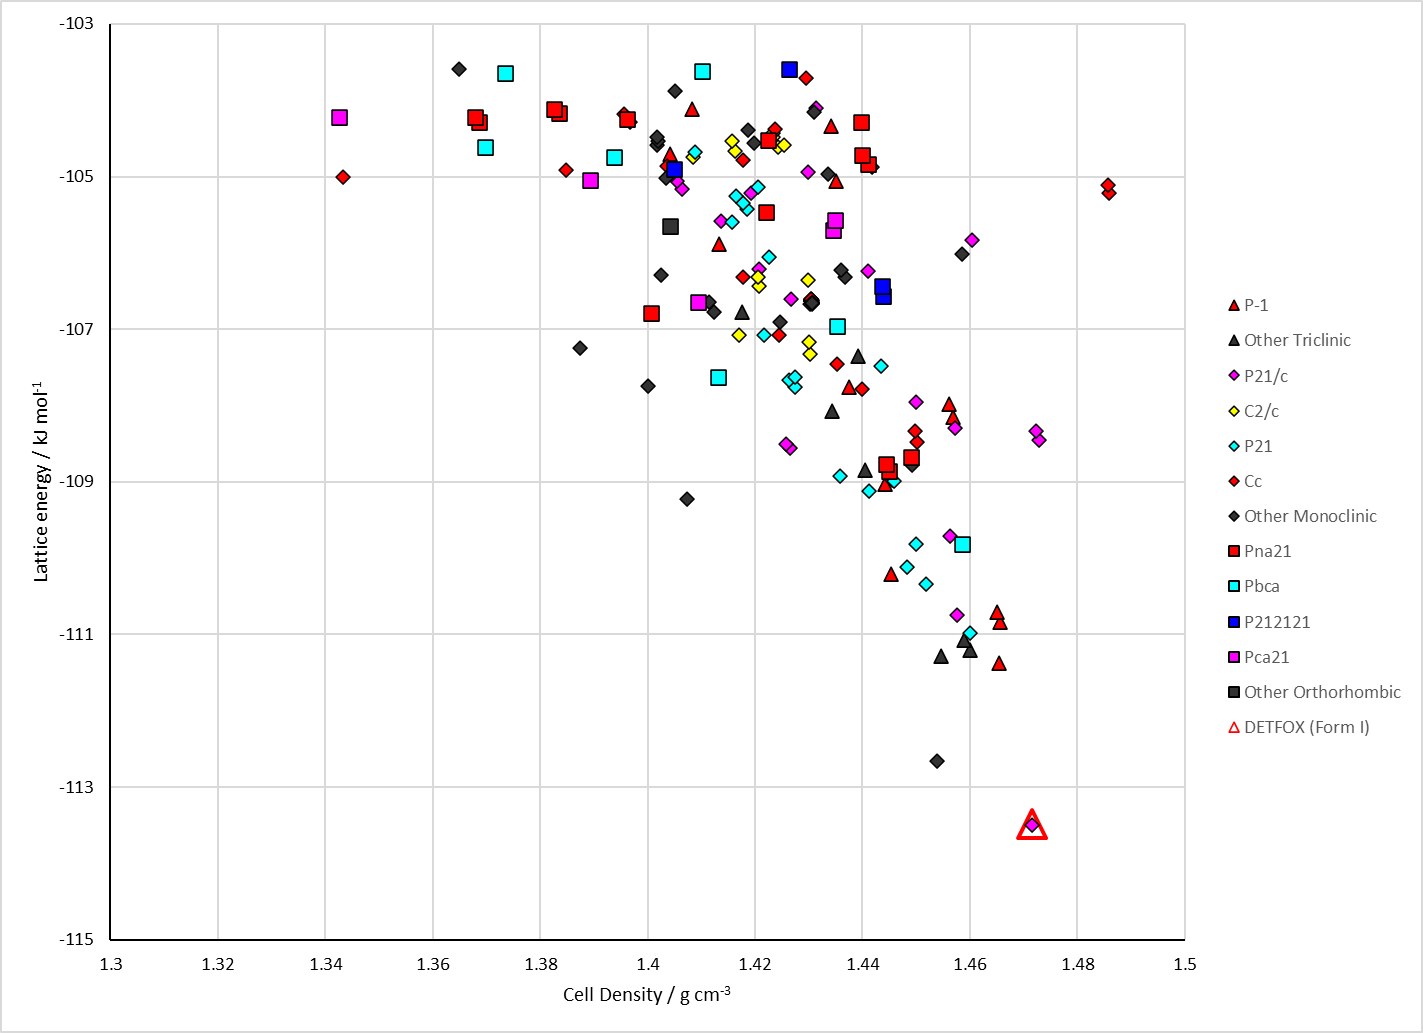 -103
-105
-107
-109
-111
-113
-115
Lattice energy / kJ mol⁻¹
1.3 1.32 1.34 1.36 1.38 1.4 1.42 1.44 1.46 1.48 1.5
Cell Density / g cm⁻³
P-1
Other Triclinic
P21/c
C2/c
P21
Cc
Other Monoclinic
Pna21
Pbca
P212121
Pca21
Other Orthorhombic
DETFOX (Form I)